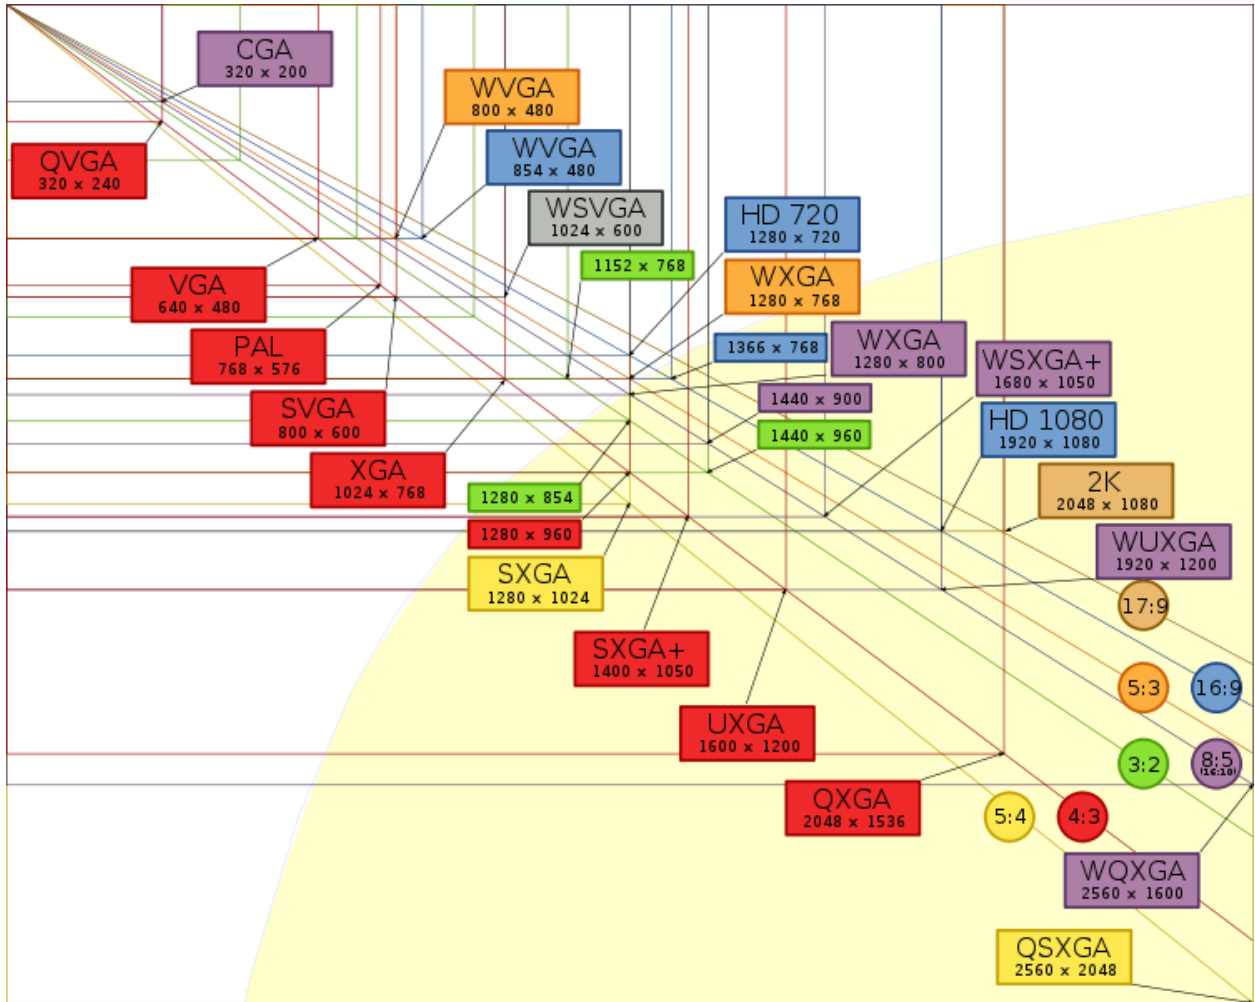 CGA
320 × 200
WVGA
800 × 480
QVGA
320 × 240
WVGA
854 × 480
WSVGA
1024 × 600
HD 720
1280 × 720
1152 × 768
VGA
640 × 480
WXGA
1280 × 768
PAL
768 × 576
1366 × 768
WXGA
1280 × 800
WSXGA+
1680 × 1050
SVGA
800 × 600
1440 × 900
HD 1080
1920 × 1080
1440 × 960
XGA
1024 × 768
2K
2048 × 1080
1280 × 854
1280 × 960
WUXGA
1920 × 1200
SXGA
1280 × 1024
17:9
SXGA+
1400 × 1050
5:3
16:9
UXGA
1600 × 1200
3:2
8:5
(16:10)
QXGA
2048 × 1536
5:4
4:3
WQXGA
2560 × 1600
QSXGA
2560 × 2048